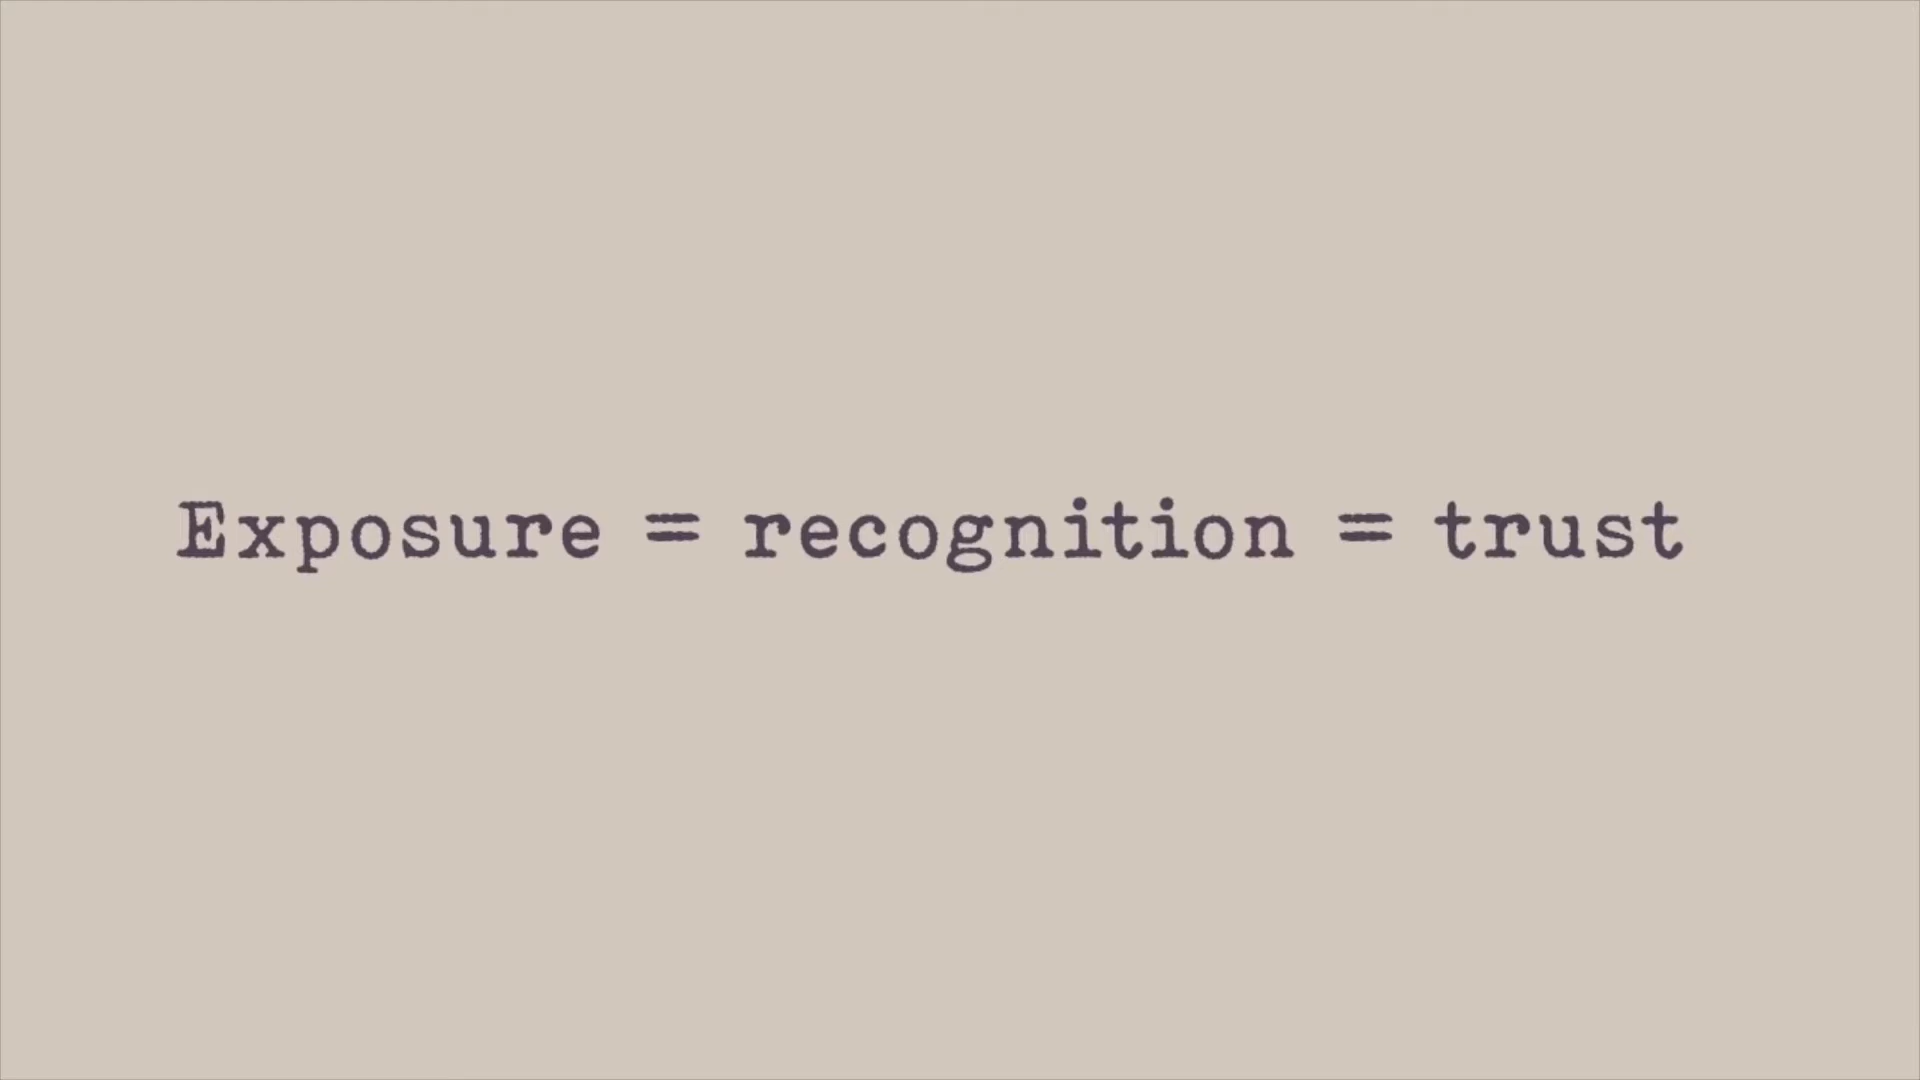 Exposure = recognition = trust